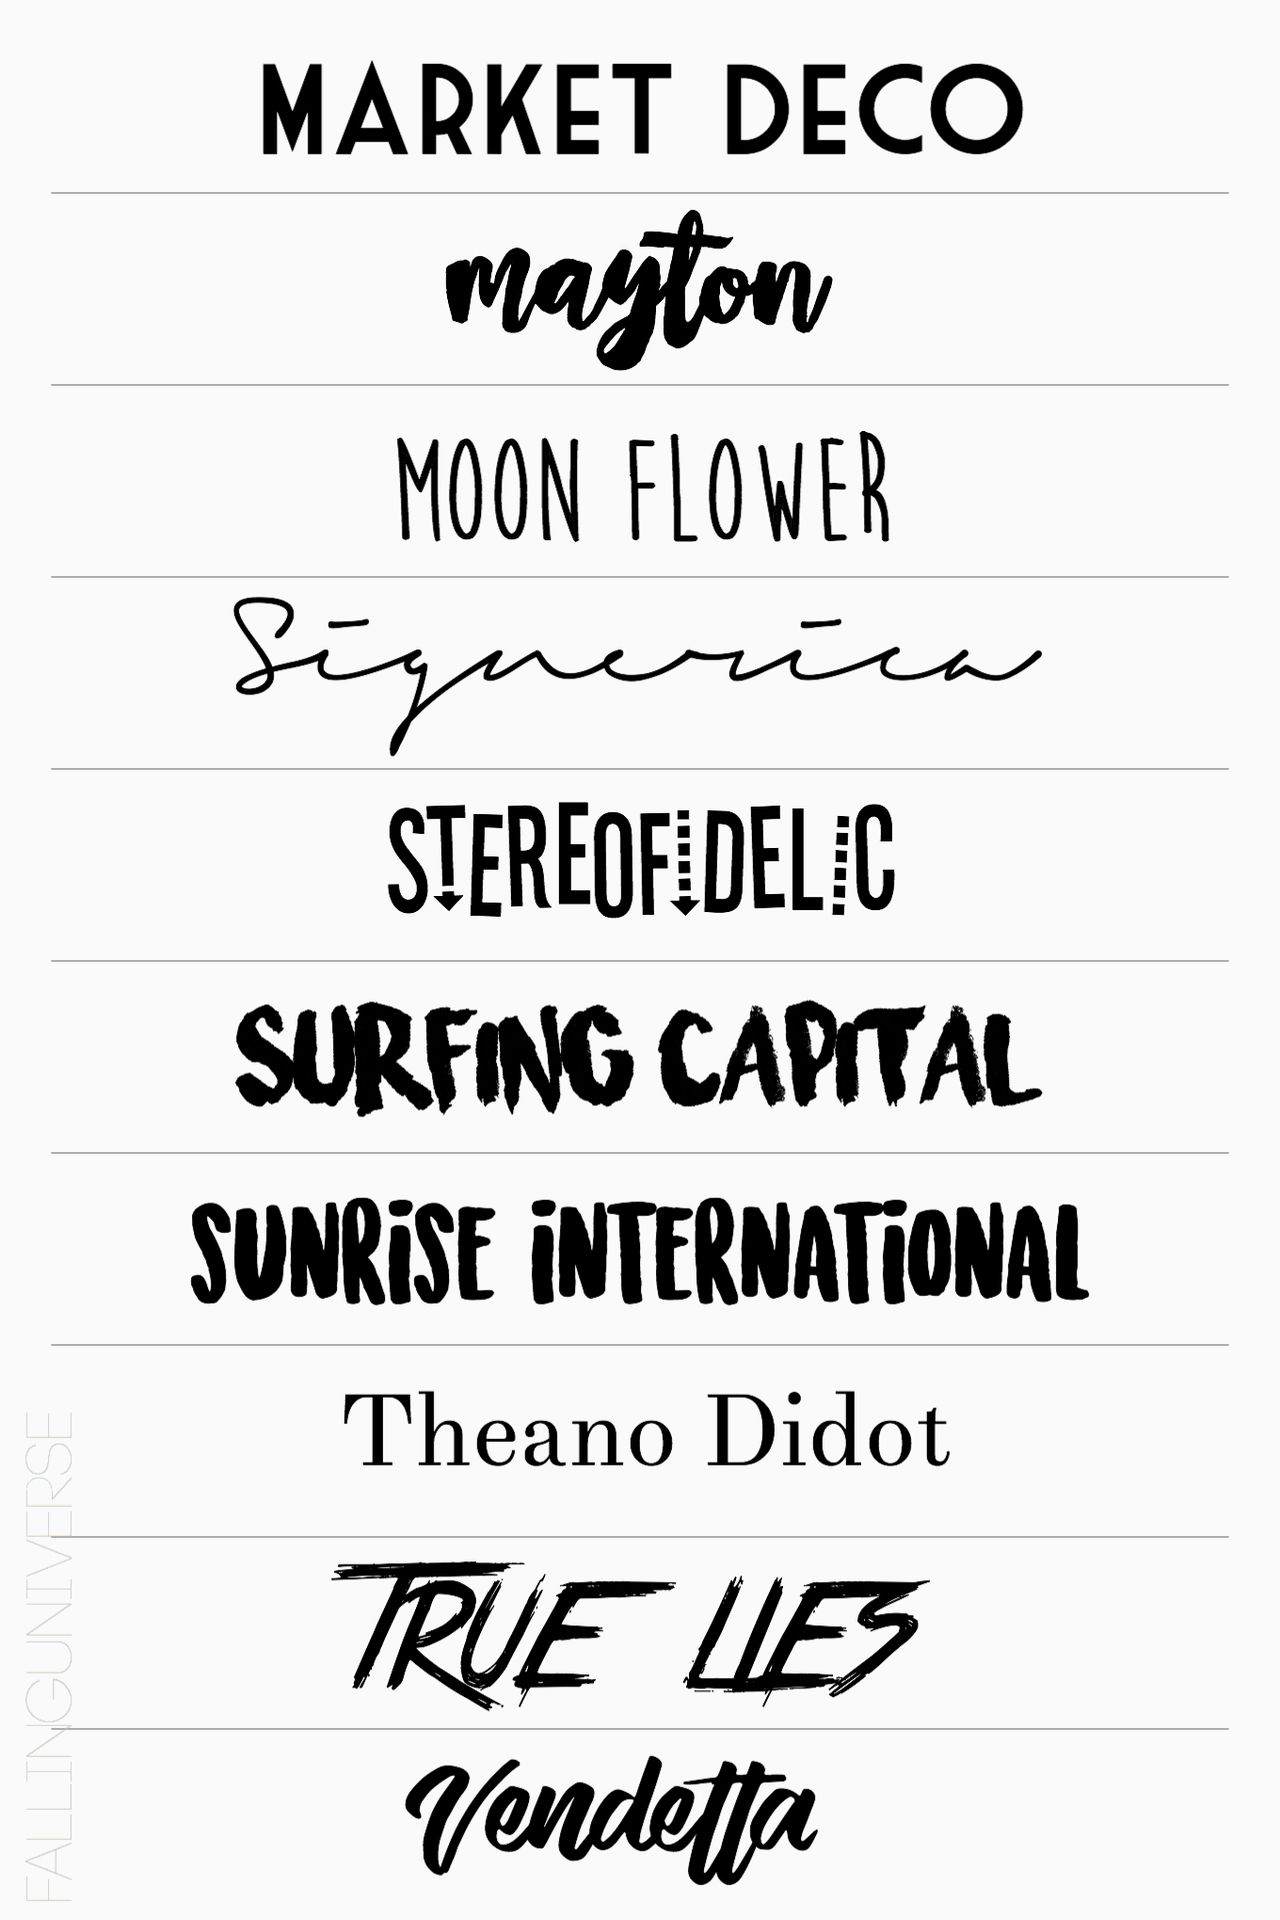 MARKET DECO
mayton
MOON FLOWER
Signerica
STEREOFiDELiC
SURFING CAPITAL
SUNRiSE iNTERNATiONAL
Theano Didot
TRUE LIES
Vendetta
FALLINGUNIVERSE